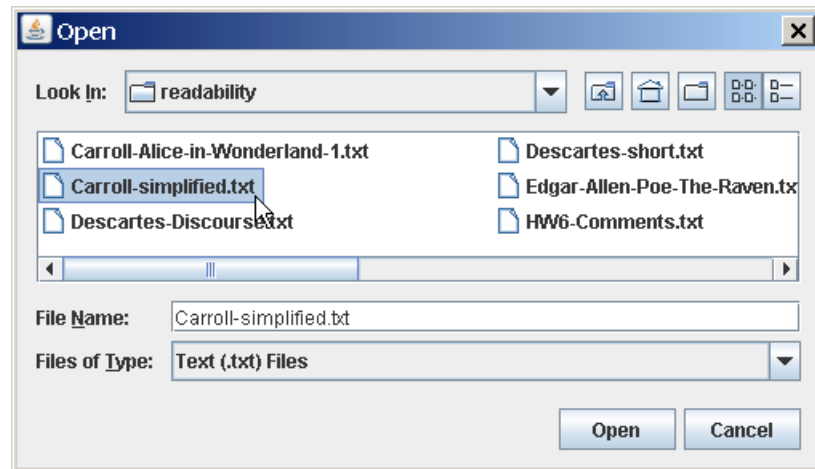 Open
Look In: readability
Carroll-Alice-in-Wonderland-1.txt Descartes-short.txt
Carroll-simplified.txt Edgar-Allen-Poe-The-Raven.tx
Descartes-Discourse.txt HW6-Comments.txt
File Name: Carroll-simplified.txt
Files of Type: Text (.txt) Files
Open Cancel